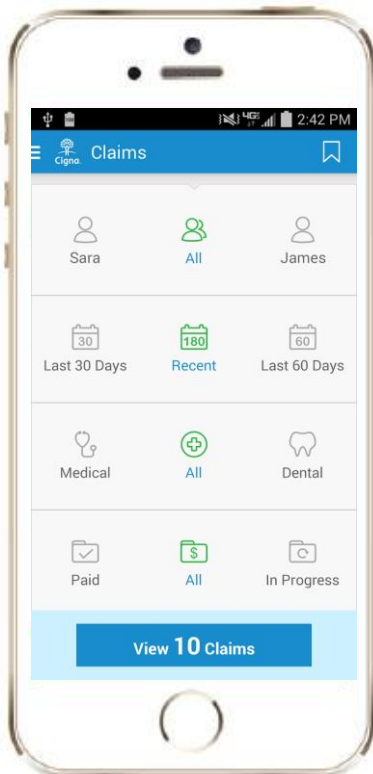 4G 2:42 PM
Cigna. Claims
Sara All James
30 180 60
Last 30 Days Recent Last 60 Days
Medical All Dental
$
Paid All In Progress
View 10 Claims